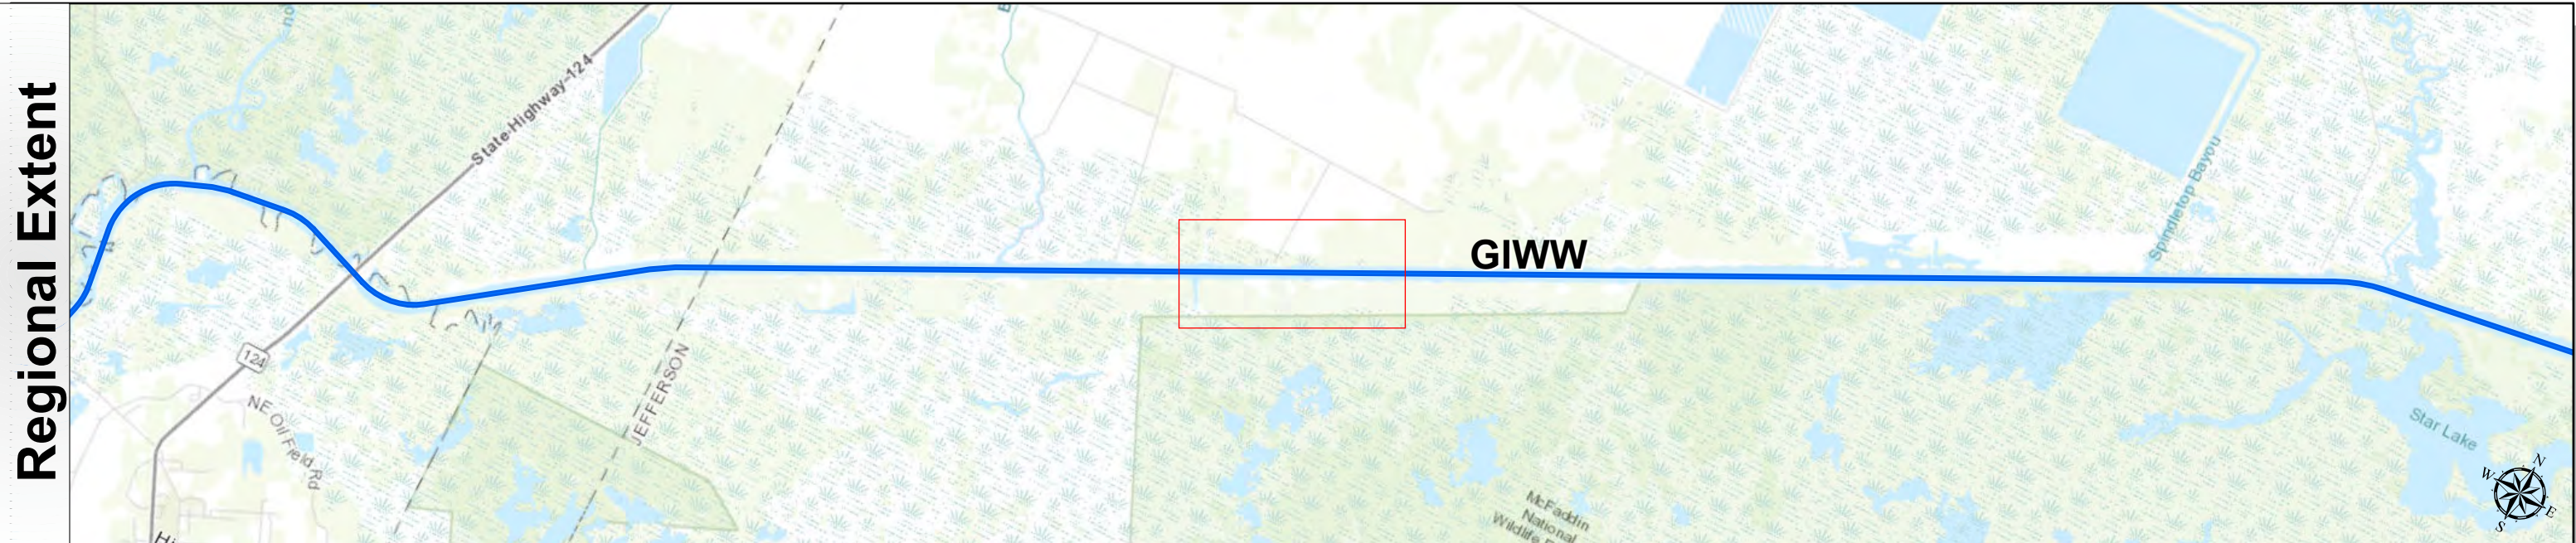 Regional Extent
State Highway 124
GIWW
Spindletop Bayou
124
NE Oil Field Rd
JEFFERSON
Star Lake
McFaddin
National
Wildlife
N
W
E
S